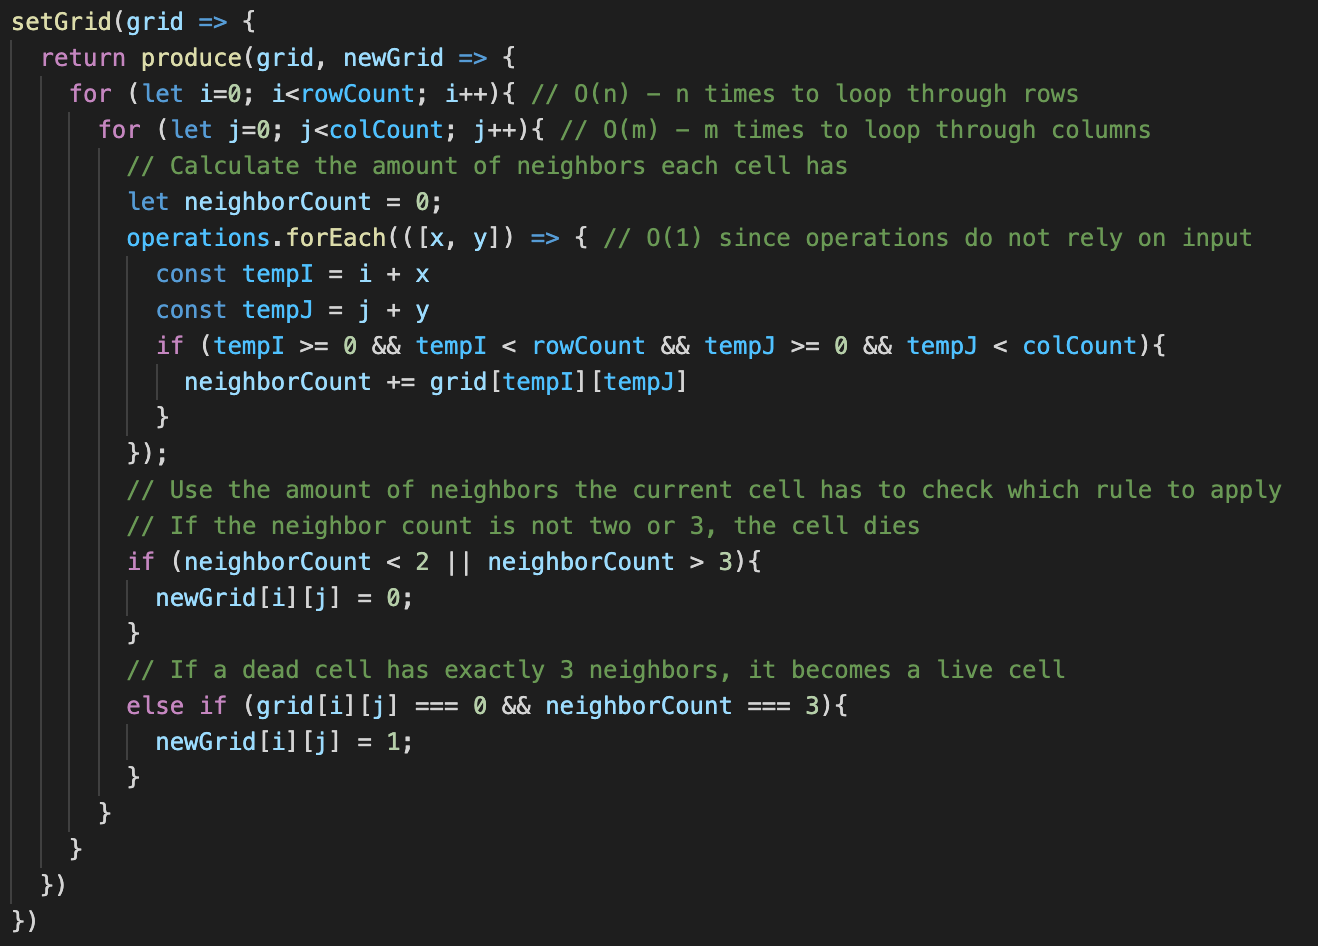 setGrid(grid => {
  return produce(grid, newGrid => {
    for (let i=0; i<rowCount; i++){ // O(n) - n times to loop through rows
      for (let j=0; j<colCount; j++){ // O(m) - m times to loop through columns
        // Calculate the amount of neighbors each cell has
        let neighborCount = 0;
        operations.forEach(([x, y]) => { // O(1) since operations do not rely on input
          const tempI = i + x
          const tempJ = j + y
          if (tempI >= 0 && tempI < rowCount && tempJ >= 0 && tempJ < colCount){
            neighborCount += grid[tempI][tempJ]
          }
        });
        // Use the amount of neighbors the current cell has to check which rule to apply
        // If the neighbor count is not two or 3, the cell dies
        if (neighborCount < 2 || neighborCount > 3){
          newGrid[i][j] = 0;
        }
        // If a dead cell has exactly 3 neighbors, it becomes a live cell
        else if (grid[i][j] === 0 && neighborCount === 3){
          newGrid[i][j] = 1;
        }
      }
    }
  })
})